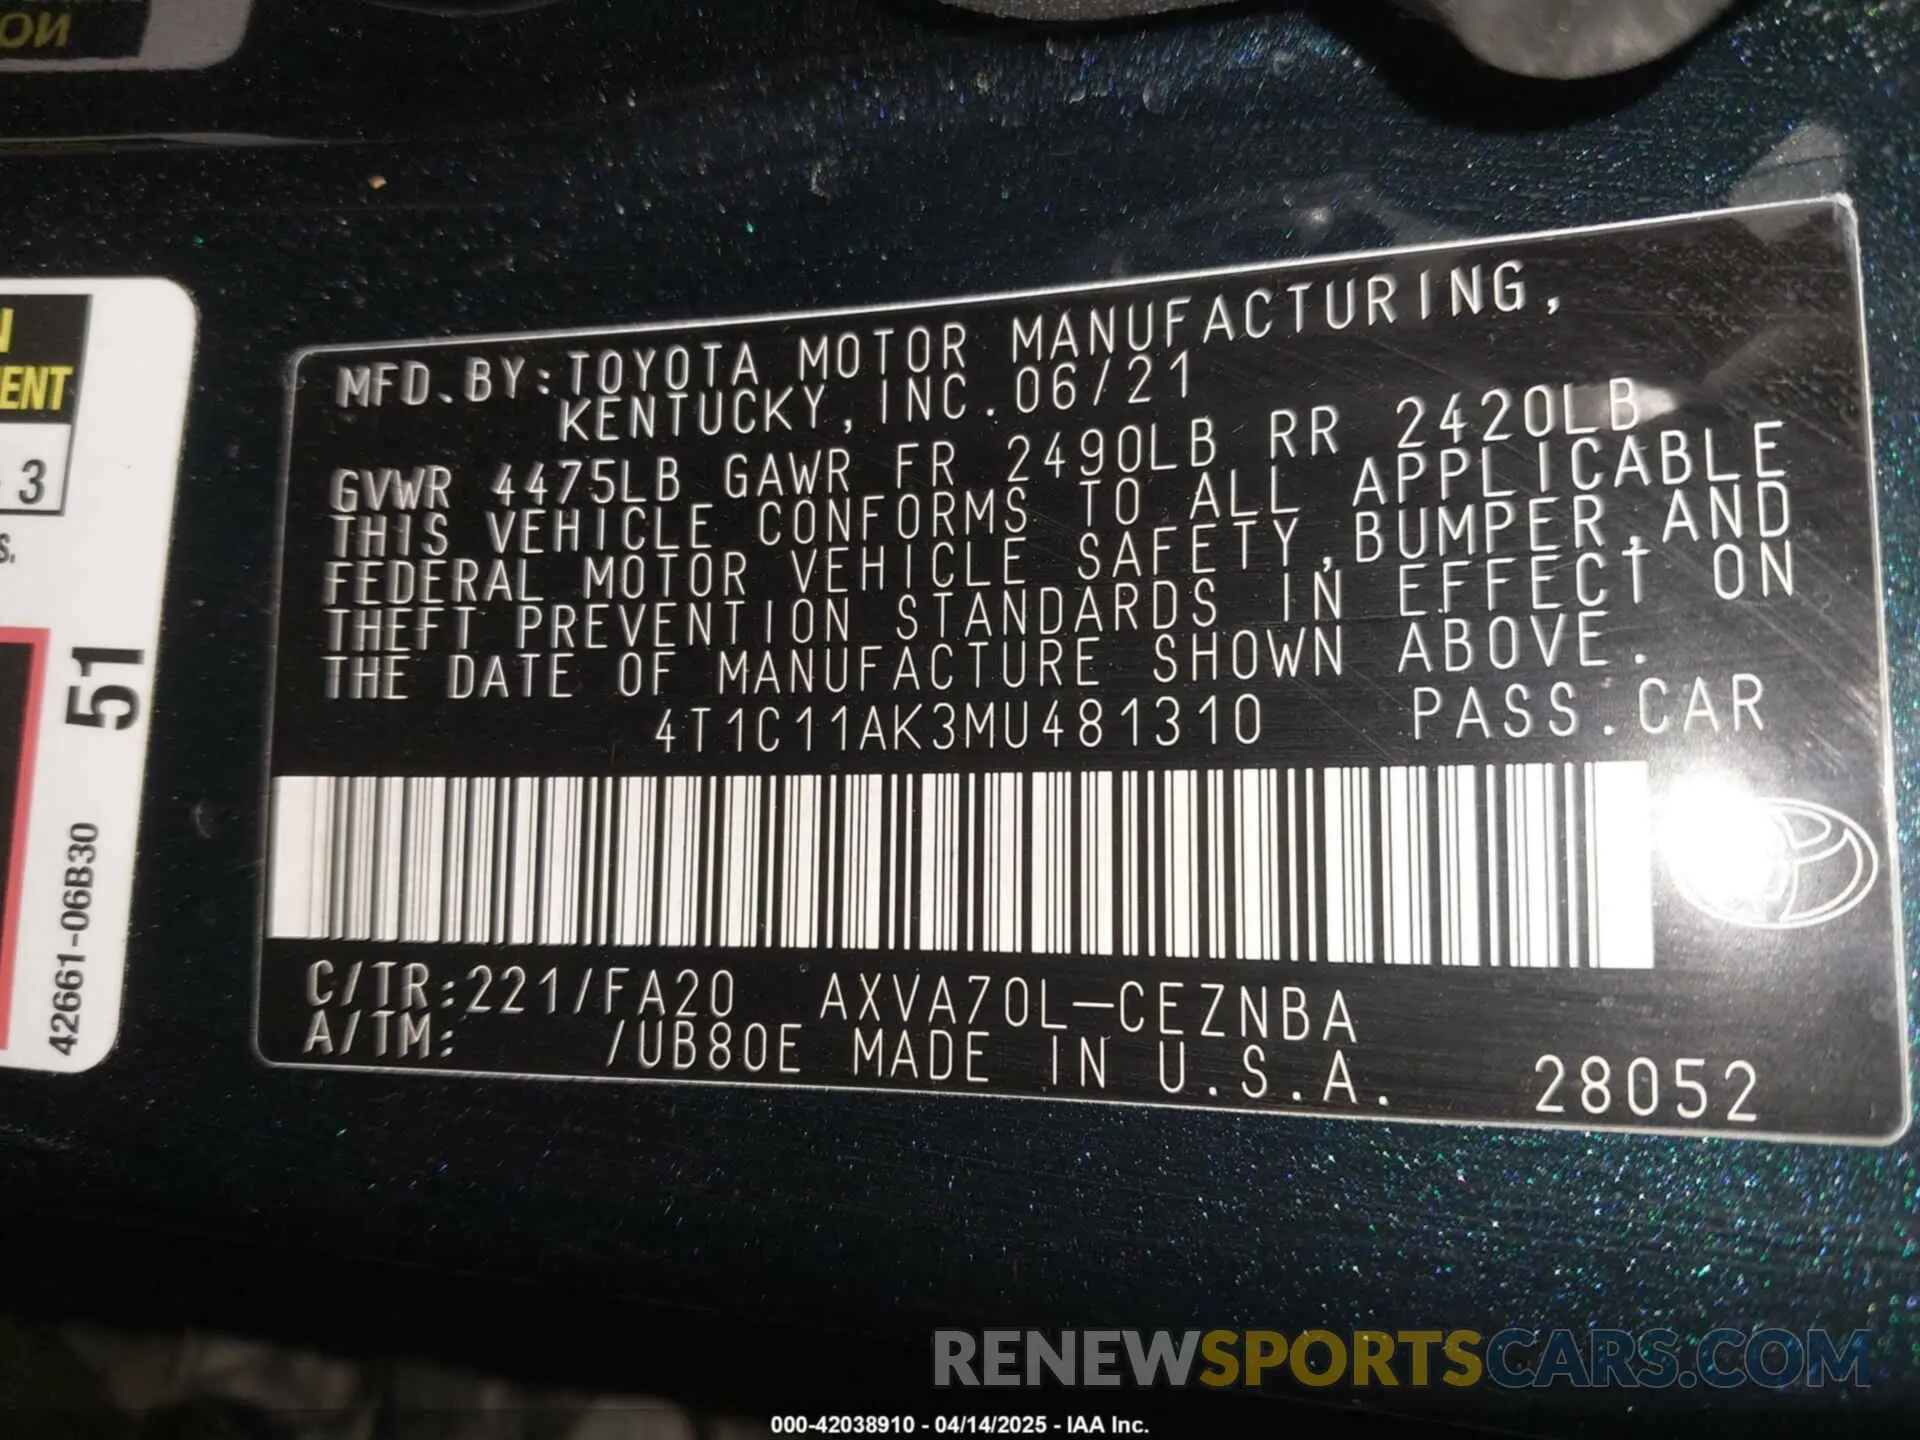 ON
N
MENT
3
S.
51
42661-06B30
MFD.BY:TOYOTA MOTOR MANUFACTURING,
KENTUCKY, INC. 06/21
GVWR 4475LB GAWR FR 2490LB RR 2420LB
THIS VEHICLE CONFORMS TO ALL APPLICABLE
FEDERAL MOTOR VEHICLE SAFETY, BUMPER, AND
THEFT PREVENTION STANDARDS IN EFFECT ON
THE DATE OF MANUFACTURE SHOWN ABOVE.
4T1C11AK3MU481310 PASS.CAR
C/TR:221/FA20 AXVA70L-CEZNBA
A/TM: /UB80E MADE IN U.S.A. 28052
RENEWSPORTSCARS.COM
000-42038910 - 04/14/2025 - IAA Inc.